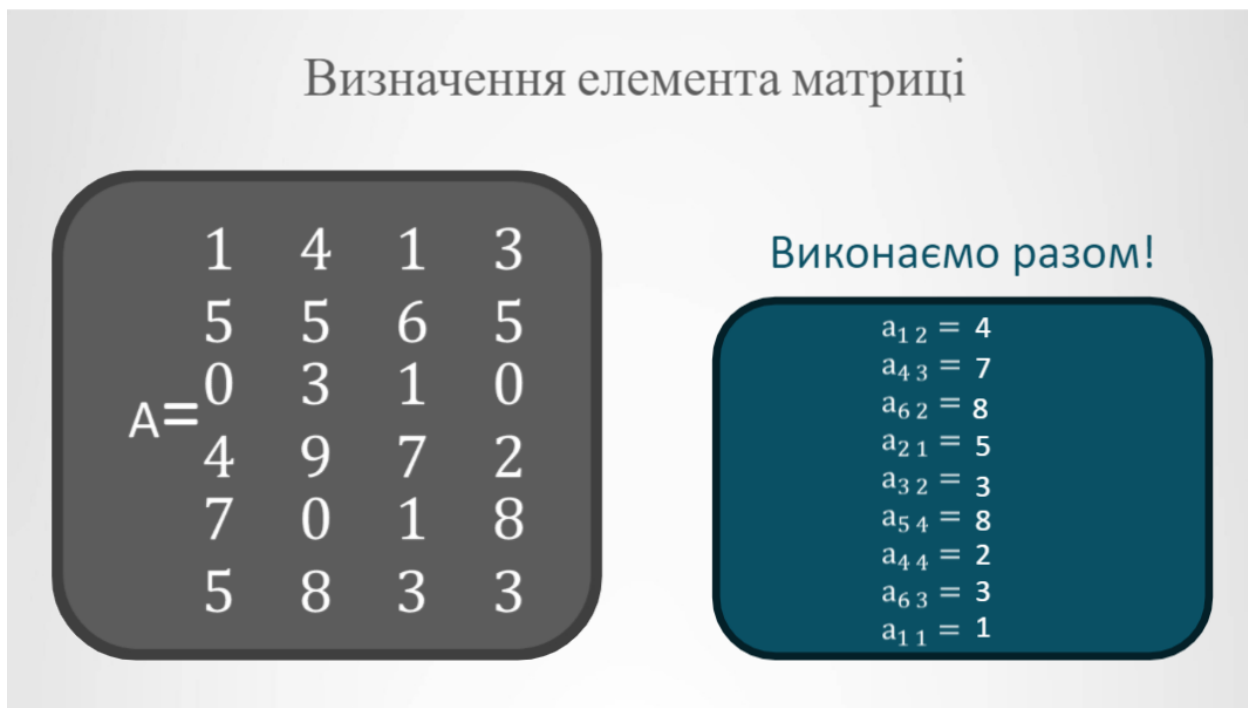 Визначення елемента матриці
1 4 1 3
5 5 6 5
0 3 1 0
A=
4 9 7 2
7 0 1 8
5 8 3 3
Виконаємо разом!
a₁ ₂ = 4
a₄ ₃ = 7
a₆ ₂ = 8
a₂ ₁ = 5
a₃ ₂ = 3
a₅ ₄ = 8
a₄ ₄ = 2
a₆ ₃ = 3
a₁ ₁ = 1